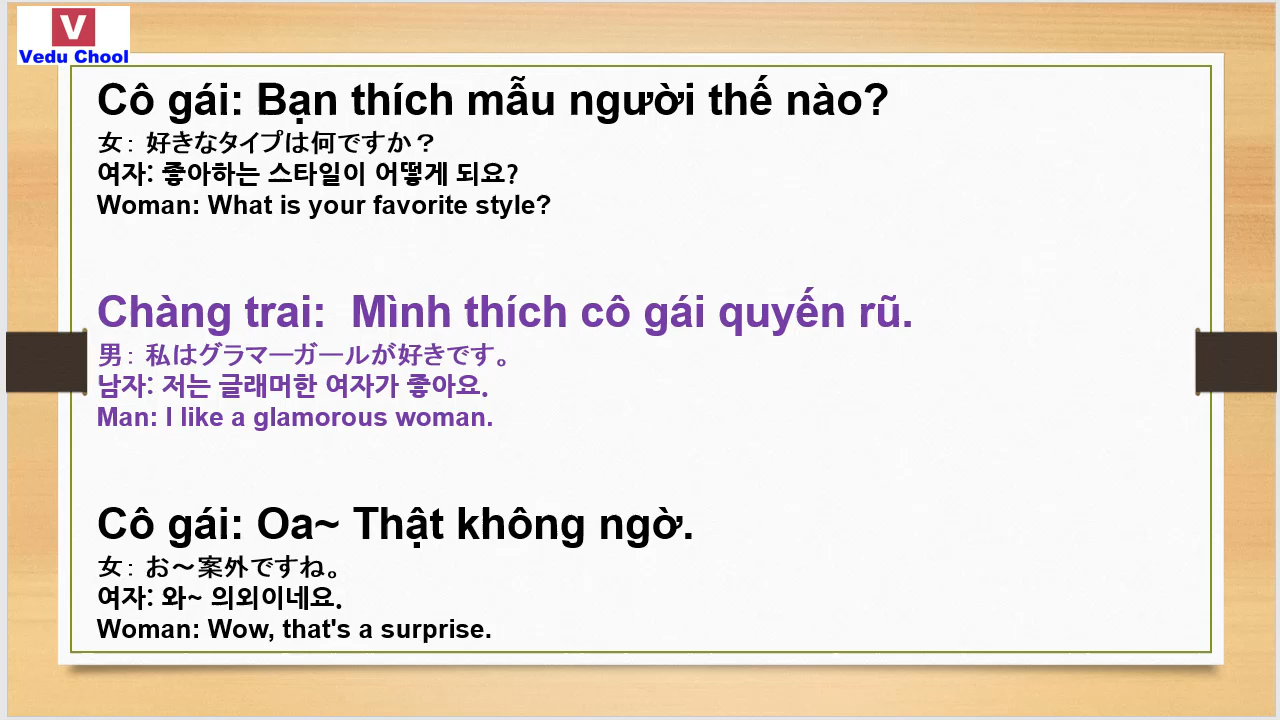 V
Vedu Chool
Cô gái: Bạn thích mẫu người thế nào?
女: 好きなタイプは何ですか？
여자: 좋아하는 스타일이 어떻게 되요?
Woman: What is your favorite style?
Chàng trai:  Mình thích cô gái quyến rũ.
男: 私はグラマーガールが好きです。
남자: 저는 글래머한 여자가 좋아요.
Man: I like a glamorous woman.
Cô gái: Oa~ Thật không ngờ.
女: お〜案外ですね。
여자: 와~ 의외이네요.
Woman: Wow, that's a surprise.